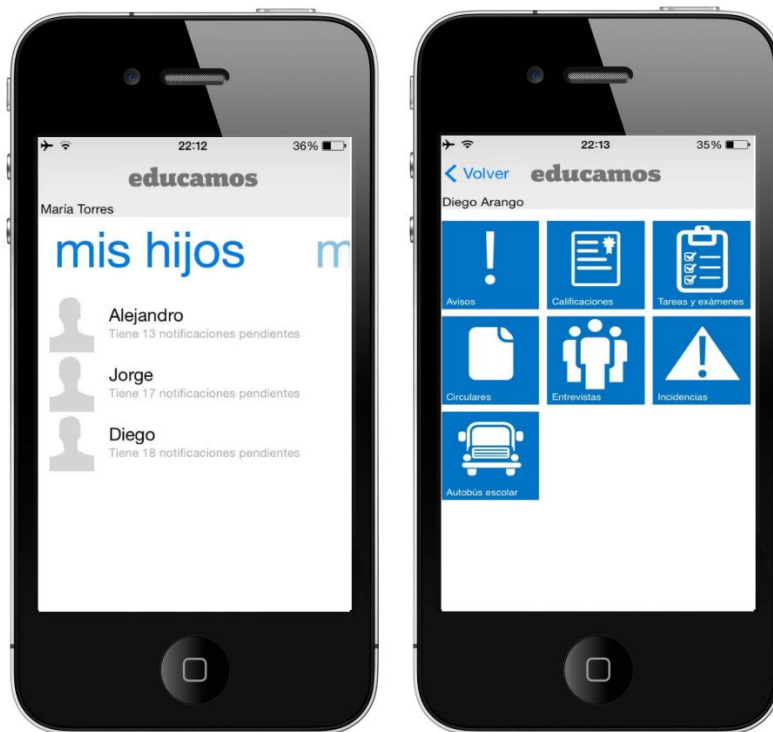 22:12
36%
educamos
María Torres
mis hijos m
Alejandro
Tiene 13 notificaciones pendientes
Jorge
Tiene 17 notificaciones pendientes
Diego
Tiene 18 notificaciones pendientes
22:13
35%
Volver educamos
Diego Arango
Avisos
Calificaciones
Tareas y exámenes
Circulares
Entrevistas
Incidencias
Autobús escolar